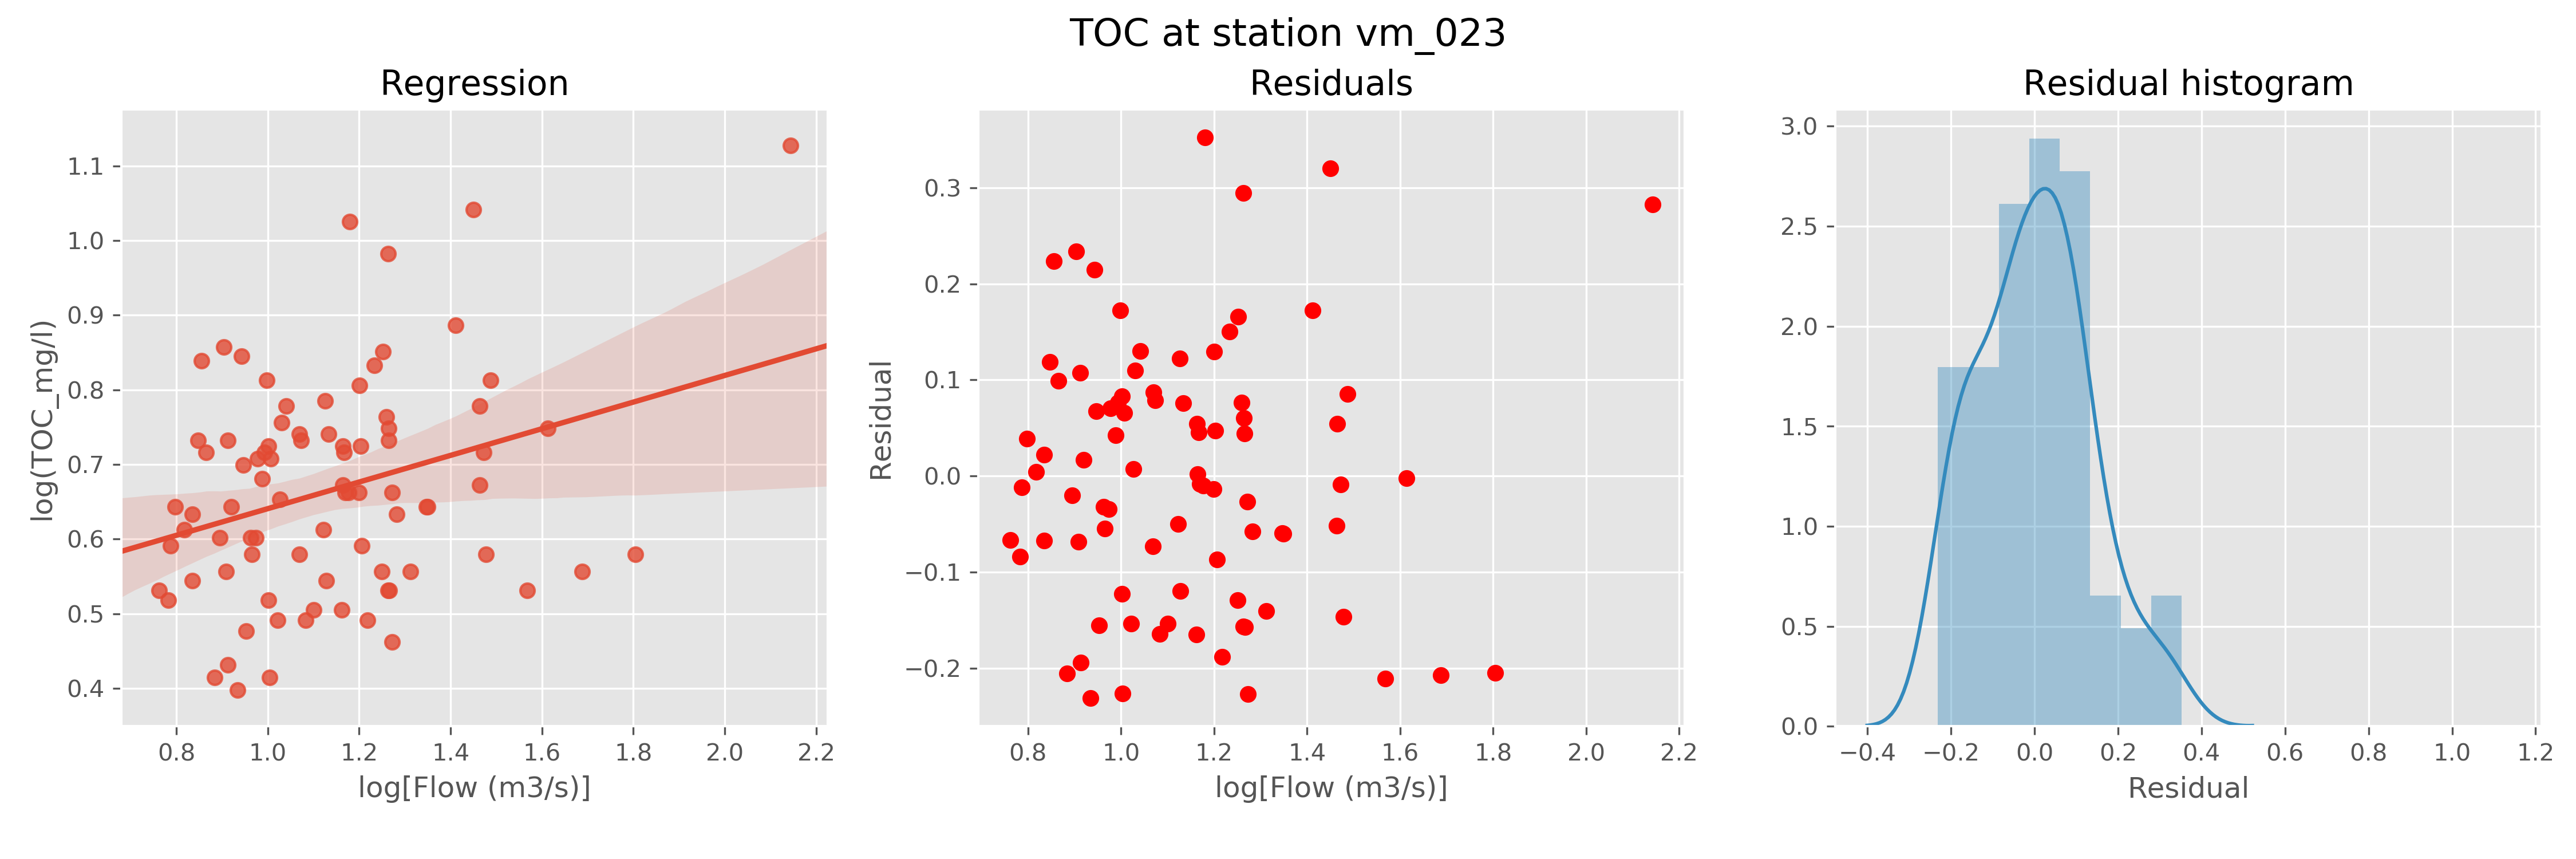 TOC at station vm_023
Regression
1.1
1.0
0.9
0.8
0.7
0.6
0.5
0.4
log(TOC_mg/l)
0.8 1.0 1.2 1.4 1.6 1.8 2.0 2.2
log[Flow (m3/s)]
Residuals
0.3
0.2
0.1
0.0
−0.1
−0.2
Residual
0.8 1.0 1.2 1.4 1.6 1.8 2.0 2.2
log[Flow (m3/s)]
Residual histogram
3.0
2.5
2.0
1.5
1.0
0.5
0.0
−0.4 −0.2 0.0 0.2 0.4 0.6 0.8 1.0 1.2
Residual